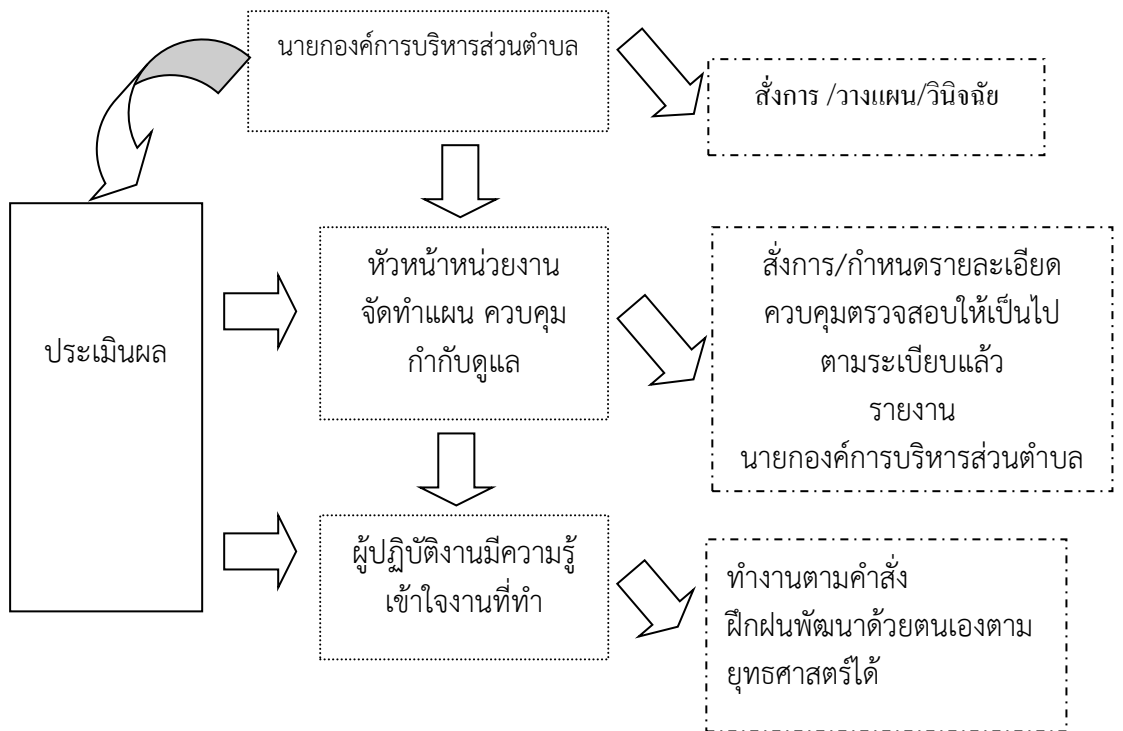 นายกองค์การบริหารส่วนตำบล
สั่งการ /วางแผน/วินิจฉัย
ประเมินผล
หัวหน้าหน่วยงาน
จัดทำแผน ควบคุม
กำกับดูแล
สั่งการ/กำหนดรายละเอียด
ควบคุมตรวจสอบให้เป็นไป
ตามระเบียบแล้ว
รายงาน
นายกองค์การบริหารส่วนตำบล
ผู้ปฏิบัติงานมีความรู้
เข้าใจงานที่ทำ
ทำงานตามคำสั่ง
ฝึกฝนพัฒนาด้วยตนเองตาม
ยุทธศาสตร์ได้